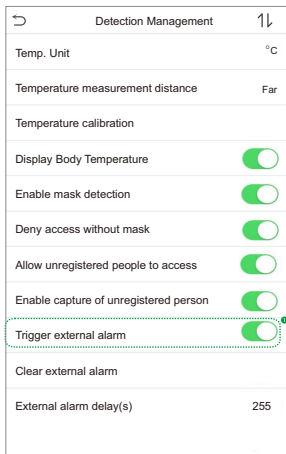 Detection Management
Temp. Unit °C
Temperature measurement distance Far
Temperature calibration
Display Body Temperature
Enable mask detection
Deny access without mask
Allow unregistered people to access
Enable capture of unregistered person
Trigger external alarm
Clear external alarm
External alarm delay(s) 255